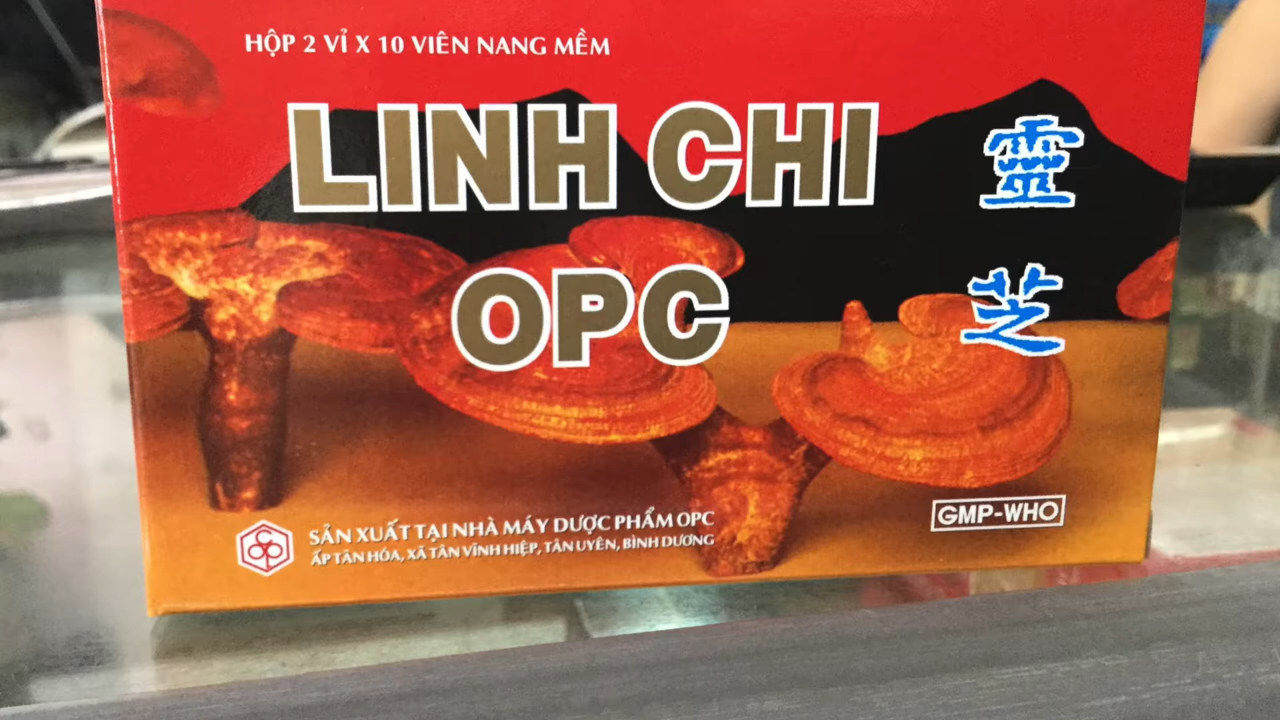 HỘP 2 VỈ X 10 VIÊN NANG MỀM
LINH CHI
OPC
靈
芝
SẢN XUẤT TẠI NHÀ MÁY DƯỢC PHẨM OPC
ẤP TÂN HÓA, XÃ TÂN VĨNH HIỆP, TÂN UYÊN, BÌNH DƯƠNG
GMP-WHO